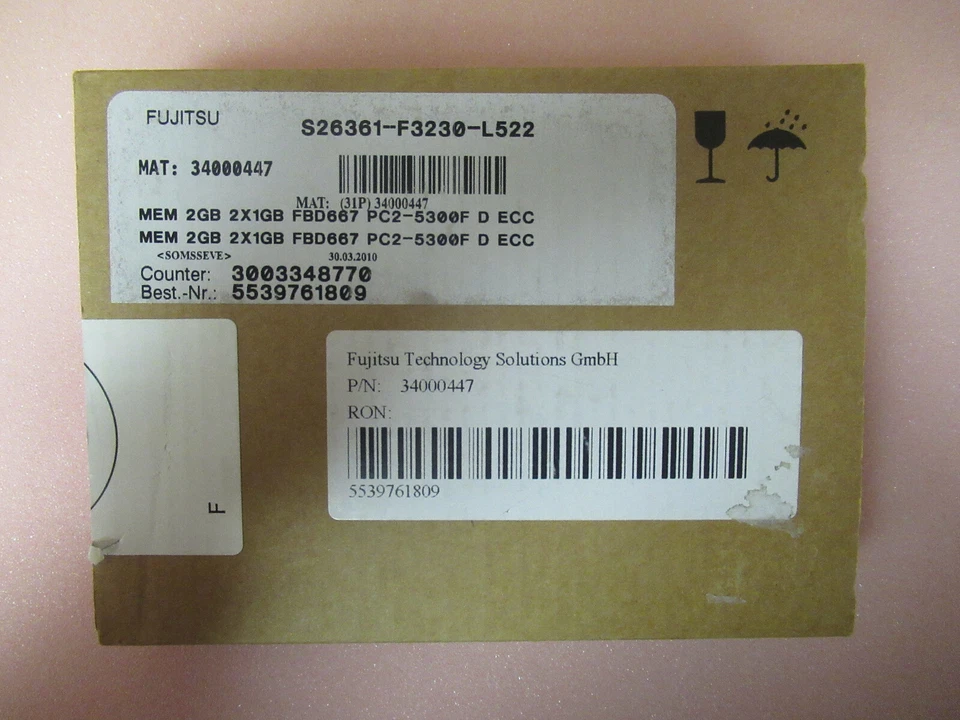 FUJITSU
S26361-F3230-L522
MAT: 34000447
MAT: (31P) 34000447
MEM 2GB 2X1GB FBD667 PC2-5300F D ECC
MEM 2GB 2X1GB FBD667 PC2-5300F D ECC
<SOMSSEVE> 30.03.2010
Counter: 3003348770
Best.-Nr.: 5539761809
Fujitsu Technology Solutions GmbH
P/N: 34000447
RON:
5539761809
F